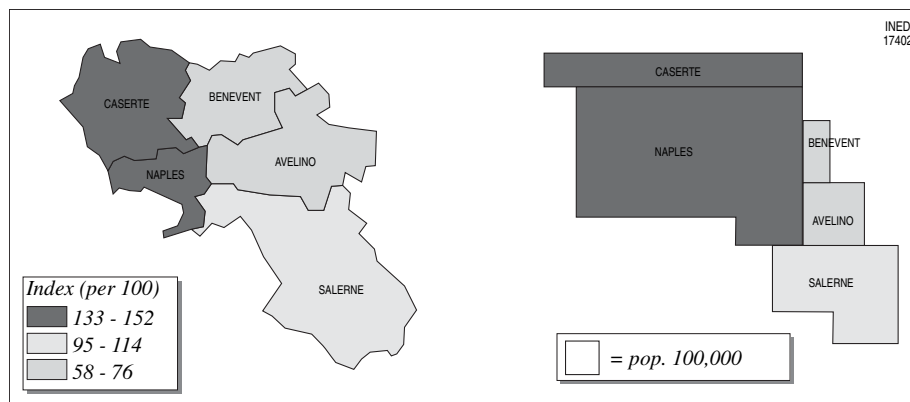 INED
17402
CASERTE
BENEVENT
AVELINO
NAPLES
SALERNE
Index (per 100)
133 - 152
95 - 114
58 - 76
CASERTE
NAPLES
BENEVENT
AVELINO
SALERNE
= pop. 100,000